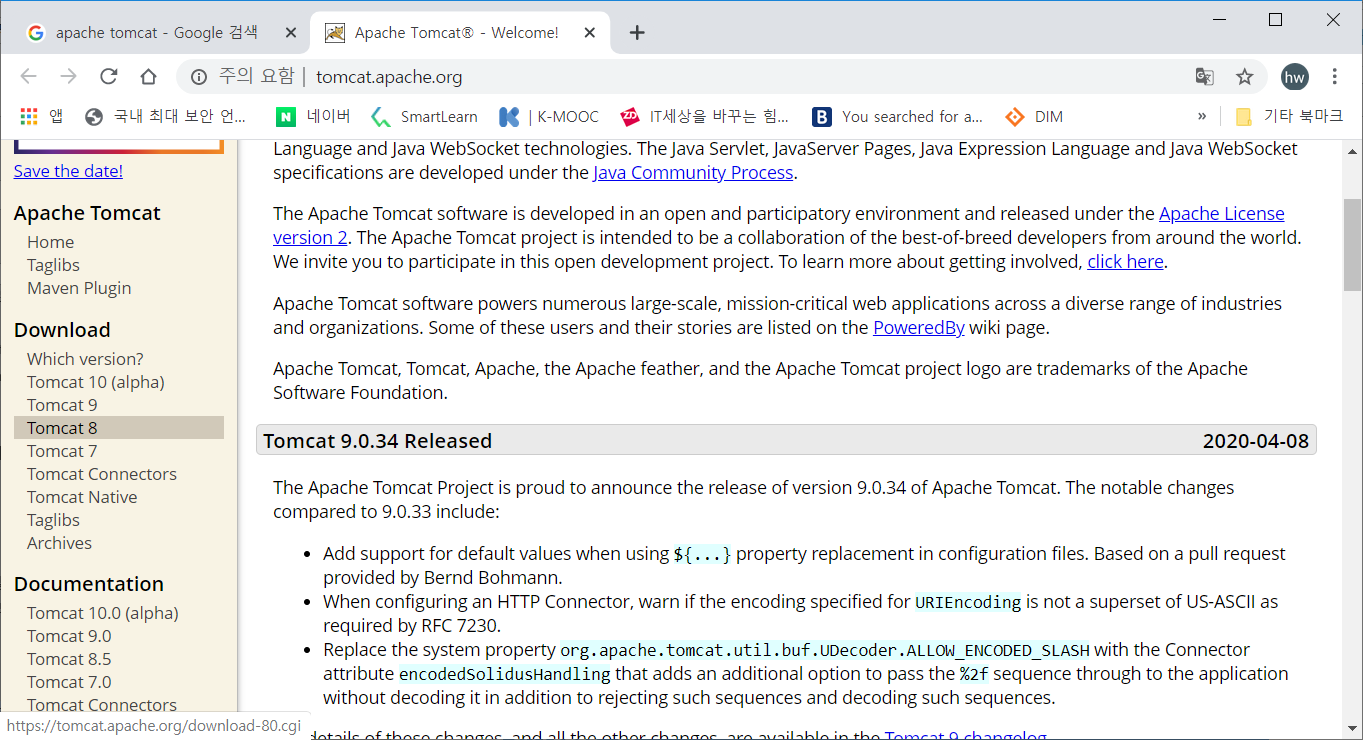 apache tomcat - Google 검색
Apache Tomcat® - Welcome!
주의 요함 | tomcat.apache.org
hw
앱
국내 최대 보안 언...
네이버
SmartLearn
| K-MOOC
IT세상을 바꾸는 힘...
You searched for a...
DIM
»
기타 북마크
Save the date!
Apache Tomcat
Home
Taglibs
Maven Plugin
Download
Which version?
Tomcat 10 (alpha)
Tomcat 9
Tomcat 8
Tomcat 7
Tomcat Connectors
Tomcat Native
Taglibs
Archives
Documentation
Tomcat 10.0 (alpha)
Tomcat 9.0
Tomcat 8.5
Tomcat 7.0
Tomcat Connectors
https://tomcat.apache.org/download-80.cgi
Language and Java WebSocket technologies. The Java Servlet, JavaServer Pages, Java Expression Language and Java WebSocket
specifications are developed under the Java Community Process.
The Apache Tomcat software is developed in an open and participatory environment and released under the Apache License
version 2. The Apache Tomcat project is intended to be a collaboration of the best-of-breed developers from around the world.
We invite you to participate in this open development project. To learn more about getting involved, click here.
Apache Tomcat software powers numerous large-scale, mission-critical web applications across a diverse range of industries
and organizations. Some of these users and their stories are listed on the PoweredBy wiki page.
Apache Tomcat, Tomcat, Apache, the Apache feather, and the Apache Tomcat project logo are trademarks of the Apache
Software Foundation.
Tomcat 9.0.34 Released 2020-04-08
The Apache Tomcat Project is proud to announce the release of version 9.0.34 of Apache Tomcat. The notable changes
compared to 9.0.33 include:
• Add support for default values when using ${...} property replacement in configuration files. Based on a pull request
provided by Bernd Bohmann.
• When configuring an HTTP Connector, warn if the encoding specified for URIEncoding is not a superset of US-ASCII as
required by RFC 7230.
• Replace the system property org.apache.tomcat.util.buf.UDecoder.ALLOW_ENCODED_SLASH with the Connector
attribute encodedSolidusHandling that adds an additional option to pass the %2f sequence through to the application
without decoding it in addition to rejecting such sequences and decoding such sequences.
details of these changes, and all the other changes, are available in the Tomcat 9 changelog.